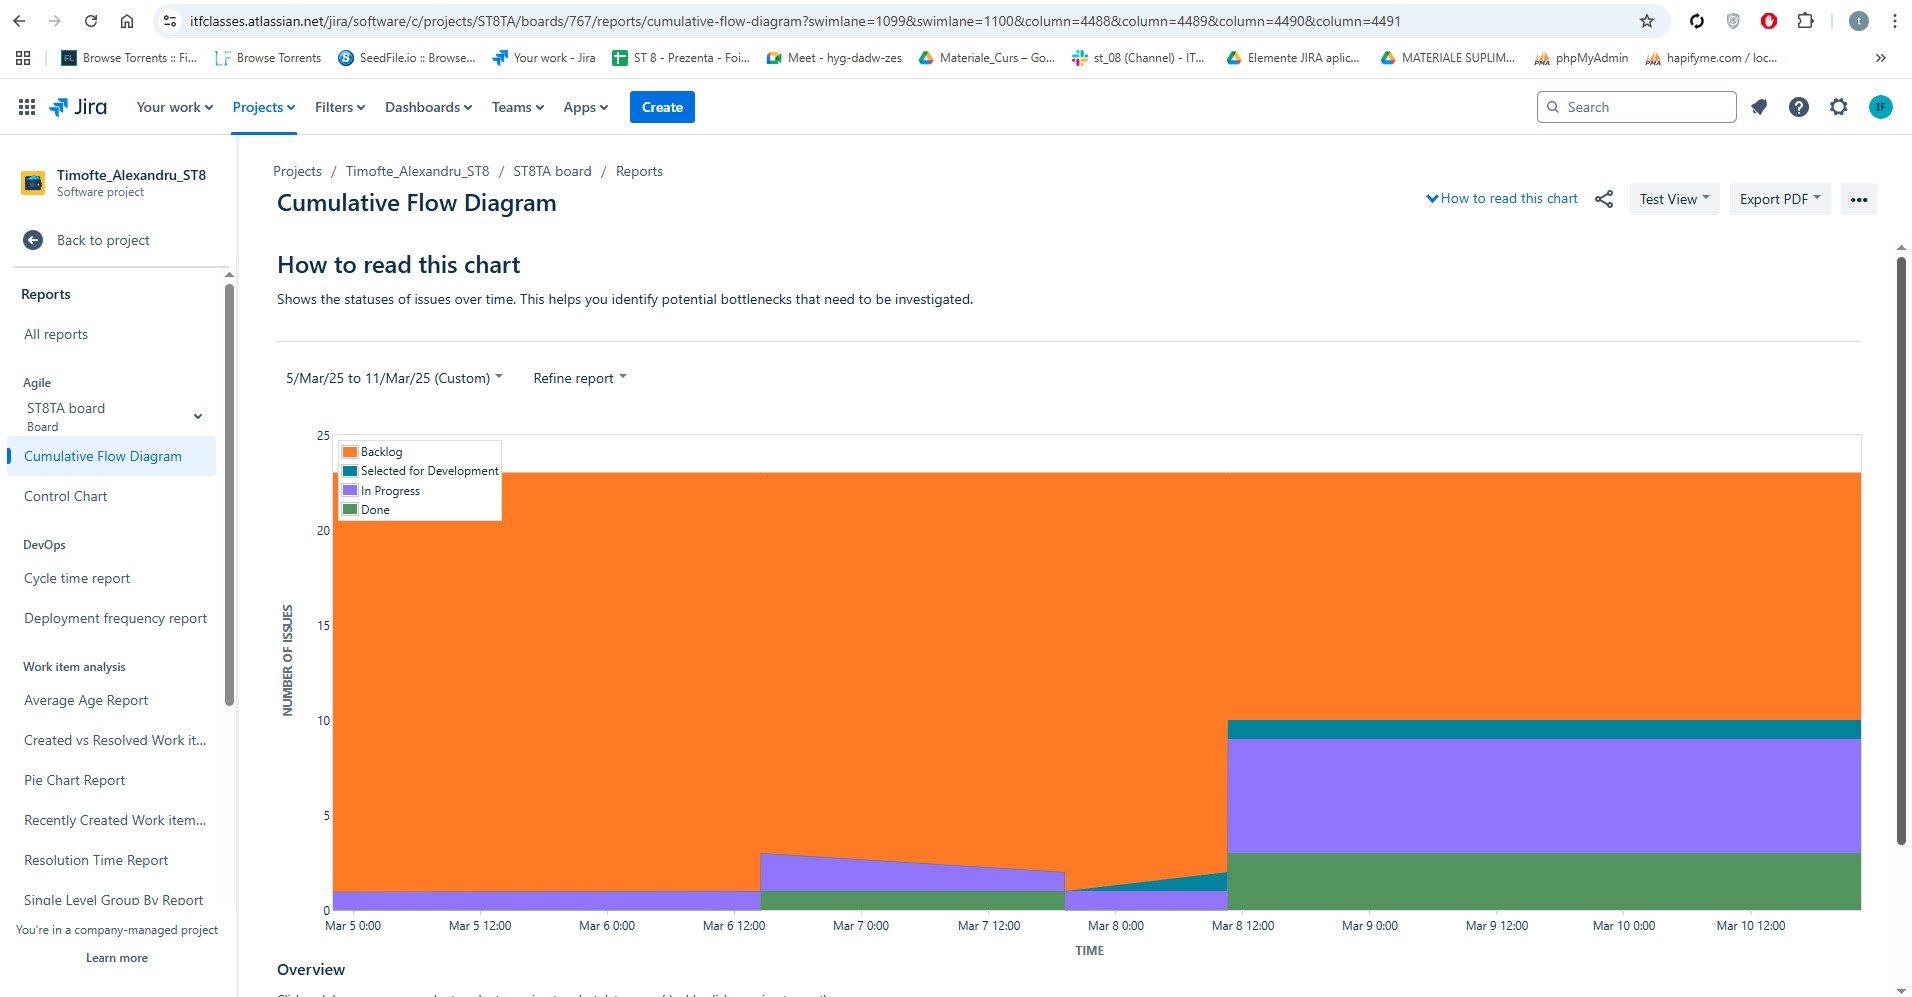 itfclasses.atlassian.net/jira/software/c/projects/ST8TA/boards/767/reports/cumulative-flow-diagram?swimlane=1099&swimlane=1100&column=4488&column=4489&column=4490&column=4491
t
Browse Torrents :: Fi...
Browse Torrents
SeedFile.io :: Browse...
Your work - Jira
ST 8 - Prezenta - Foi...
Meet - hyg-dadw-zes
Materiale_Curs – Go...
st_08 (Channel) - IT...
Elemente JIRA aplic...
MATERIALE SUPLIM...
phpMyAdmin
hapifyme.com / loc...
Jira
Your work
Projects
Filters
Dashboards
Teams
Apps
Create
Search
IF
Timofte_Alexandru_ST8
Software project
Back to project
Reports
All reports
Agile
ST8TA board
Board
Cumulative Flow Diagram
Control Chart
DevOps
Cycle time report
Deployment frequency report
Work item analysis
Average Age Report
Created vs Resolved Work it...
Pie Chart Report
Recently Created Work item...
Resolution Time Report
Single Level Group By Report
You're in a company-managed project
Learn more
Projects / Timofte_Alexandru_ST8 / ST8TA board / Reports
Cumulative Flow Diagram
How to read this chart
Test View
Export PDF
How to read this chart
Shows the statuses of issues over time. This helps you identify potential bottlenecks that need to be investigated.
5/Mar/25 to 11/Mar/25 (Custom)
Refine report
Backlog
Selected for Development
In Progress
Done
NUMBER OF ISSUES
25
20
15
10
5
0
Mar 5 0:00
Mar 5 12:00
Mar 6 0:00
Mar 6 12:00
Mar 7 0:00
Mar 7 12:00
Mar 8 0:00
Mar 8 12:00
Mar 9 0:00
Mar 9 12:00
Mar 10 0:00
Mar 10 12:00
TIME
Overview